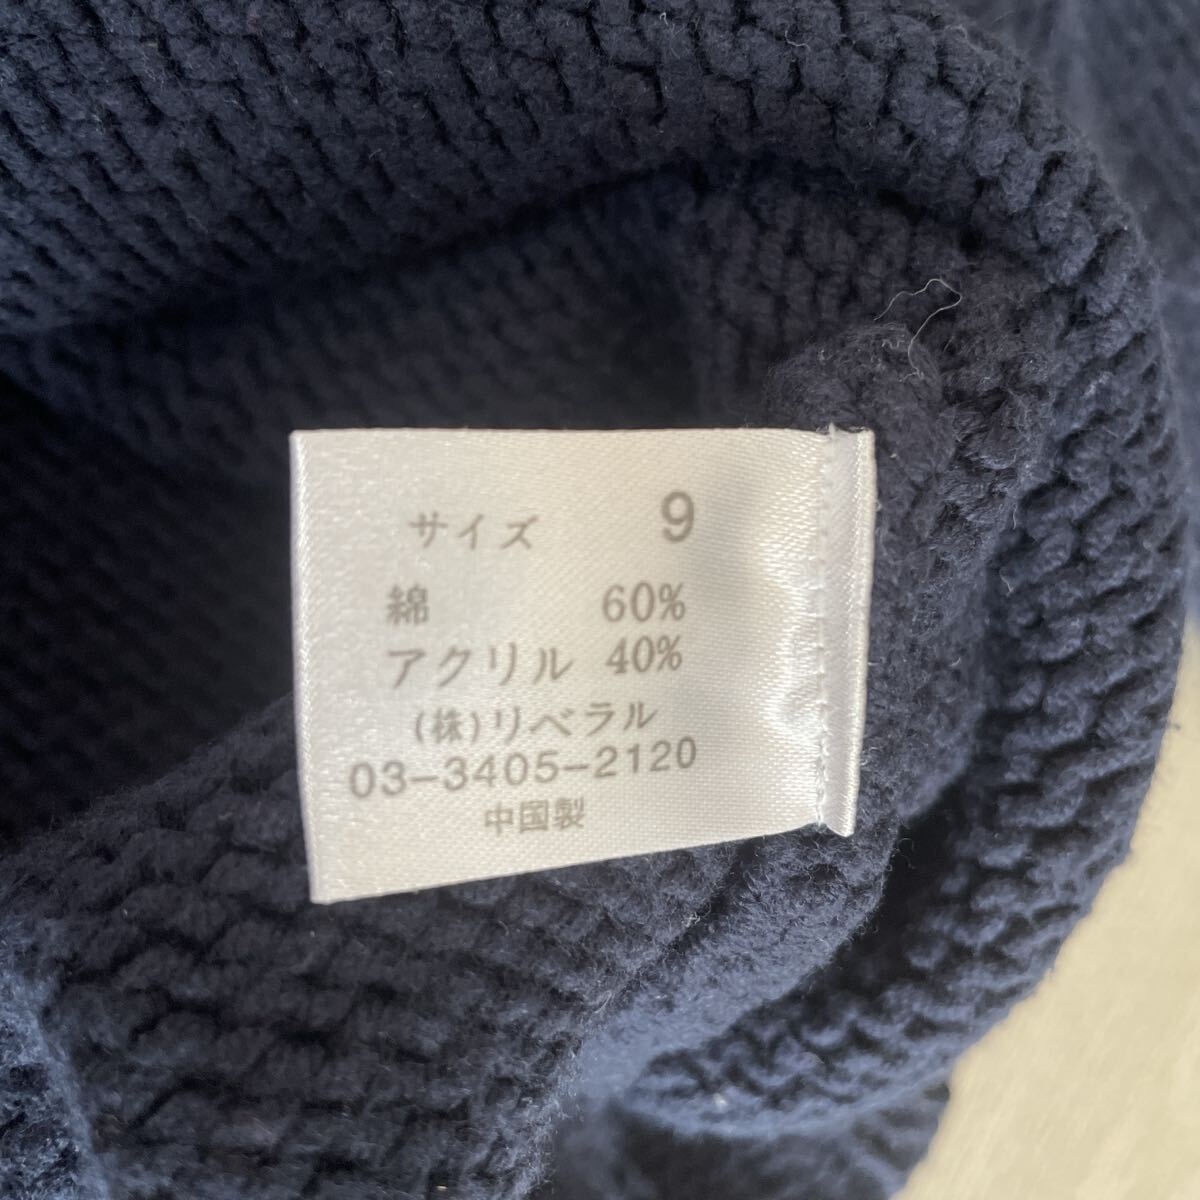 サイズ 9
綿 60%
アクリル 40%
(株)リベラル
03-3405-2120
中国製